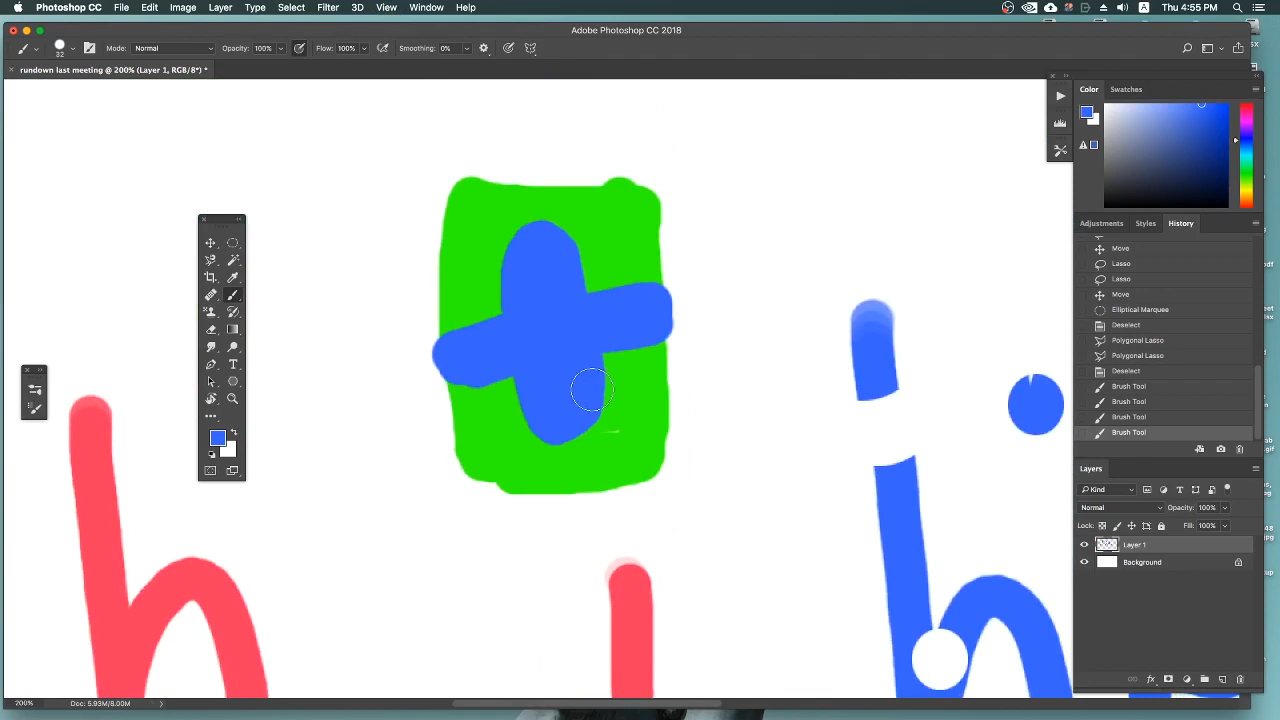 Photoshop CC File Edit Image Layer Type Select Filter 3D View Window Help Thu 4:55 PM
Adobe Photoshop CC 2018
32 Mode: Normal Opacity: 100% Flow: 100% Smoothing: 0%
rundown last meeting @ 200% (Layer 1, RGB/8*) *
Color Swatches
Adjustments Styles History
Move
Lasso
Lasso
Move
Elliptical Marquee
Deselect
Polygonal Lasso
Polygonal Lasso
Deselect
Brush Tool
Brush Tool
Brush Tool
Brush Tool
Layers
Kind
Normal Opacity: 100%
Lock: Fill: 100%
Layer 1
Background
h h
200% Doc: 5.93M/8.00M